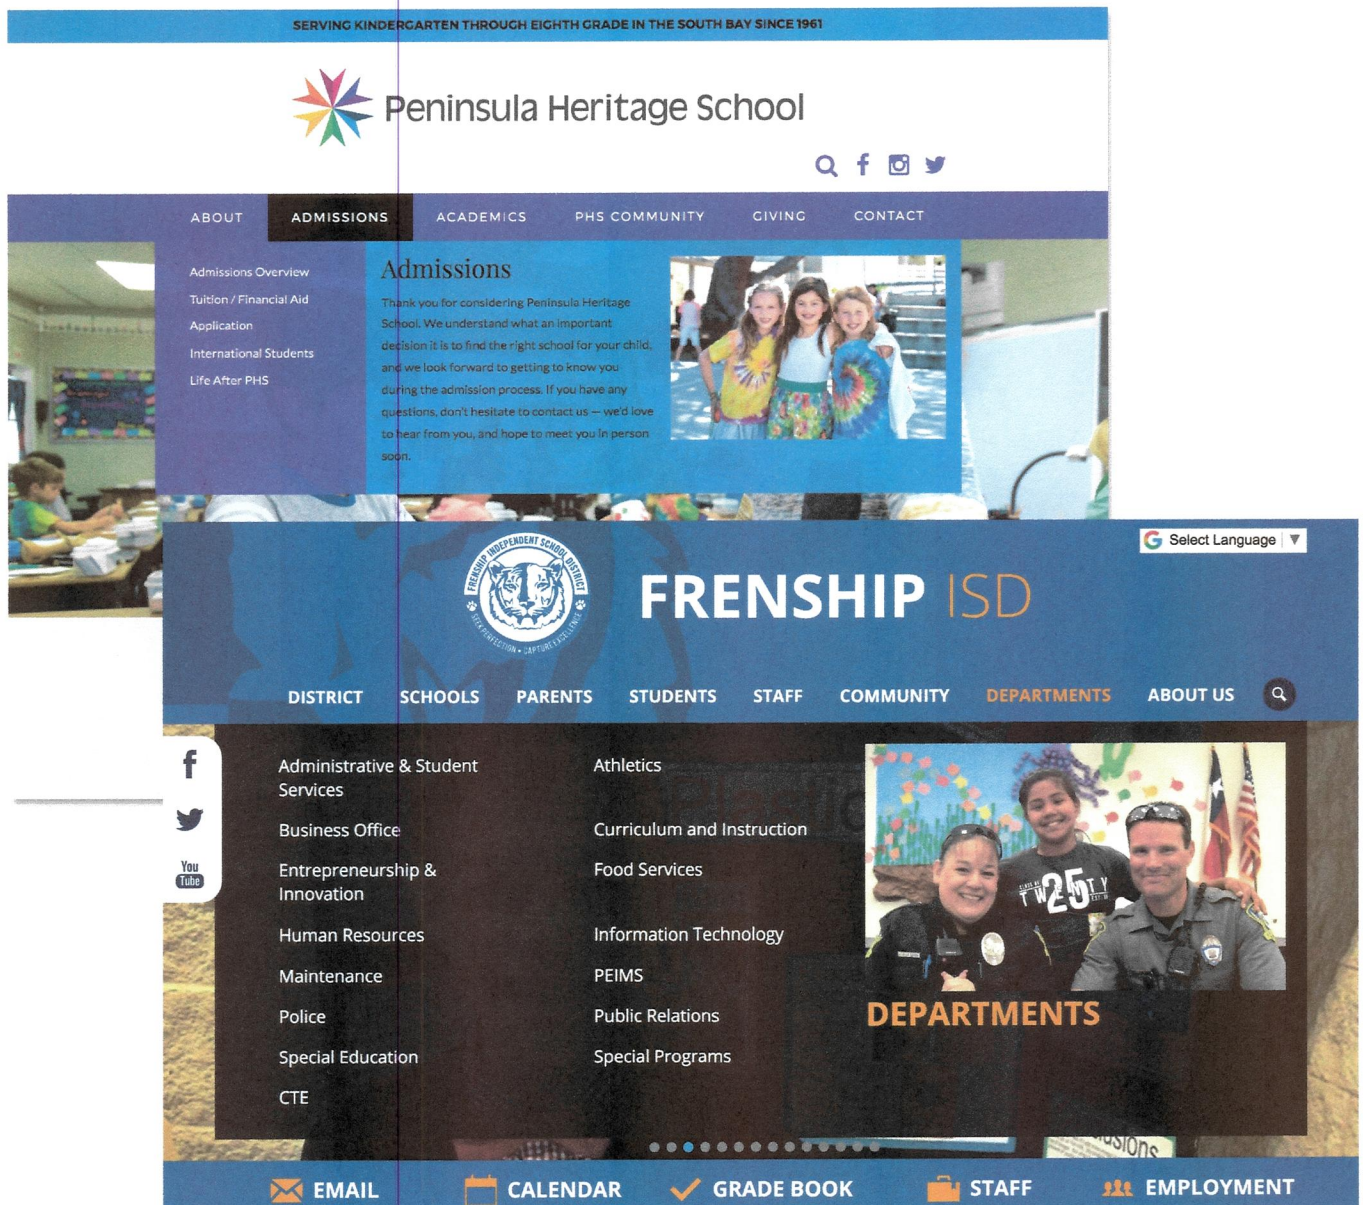 SERVING KINDERGARTEN THROUGH EIGHTH GRADE IN THE SOUTH BAY SINCE 1961
Peninsula Heritage School
ABOUT ADMISSIONS ACADEMICS PHS COMMUNITY GIVING CONTACT
Admissions Overview
Tuition / Financial Aid
Application
International Students
Life After PHS
Admissions
Thank you for considering Peninsula Heritage
School. We understand what an important
decision it is to find the right school for your child,
and we look forward to getting to know you
during the admission process. If you have any
questions, don't hesitate to contact us — we'd love
to hear from you, and hope to meet you in person
soon.
Select Language
FRENSHIP INDEPENDENT SCHOOL DISTRICT
SEEK PERFECTION • CAPTURE EXCELLENCE
FRENSHIP ISD
DISTRICT SCHOOLS PARENTS STUDENTS STAFF COMMUNITY DEPARTMENTS ABOUT US
You
Tube
Administrative & Student
Services
Business Office
Entrepreneurship &
Innovation
Human Resources
Maintenance
Police
Special Education
CTE
Athletics
Curriculum and Instruction
Food Services
Information Technology
PEIMS
Public Relations
Special Programs
25
TWENTY
DEPARTMENTS
EMAIL CALENDAR GRADE BOOK STAFF EMPLOYMENT